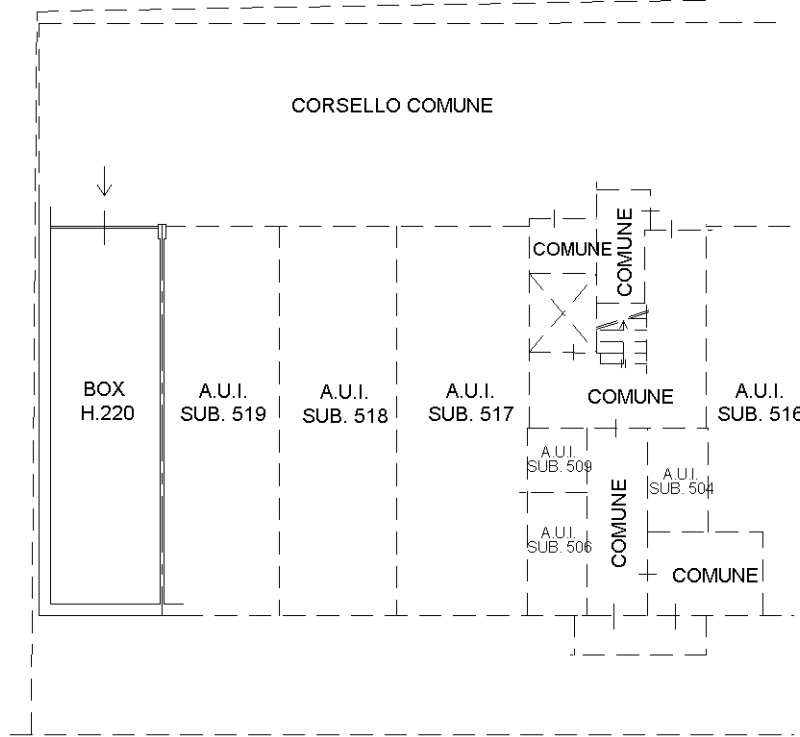 CORSELLO COMUNE
COMUNE
COMUNE
BOX
H.220
A.U.I.
SUB. 519
A.U.I.
SUB. 518
A.U.I.
SUB. 517
COMUNE
A.U.I.
SUB. 516
A.U.I.
SUB. 509
A.U.I.
SUB. 504
COMUNE
A.U.I.
SUB. 506
COMUNE